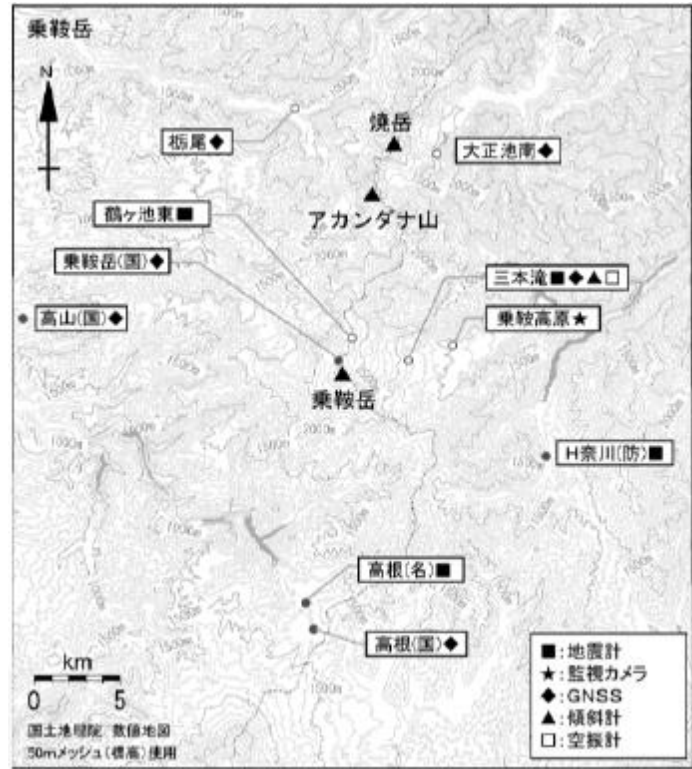 乗鞍岳
N
焼岳
栃尾◆
大正池南◆
アカンダナ山
鶴ヶ池東■
乗鞍岳(国)◆
三本滝■◆▲□
高山(国)◆
乗鞍高原★
乗鞍岳
H奈川(防)■
高根(名)■
高根(国)◆
km
0 5
■:地震計
★:監視カメラ
◆:GNSS
▲:傾斜計
□:空振計
国土地理院 数値地図
50mメッシュ(標高)使用
1500m
2000m
1000m